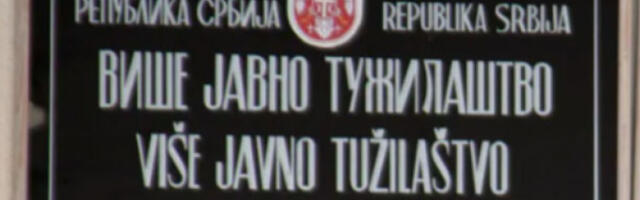 РЕПУБЛИКА СРБИЈА REPUBLIKA SRBIJA
ВИШЕ ЈАВНО ТУЖИЛАШТВО
VIŠE JAVNO TUŽILAŠTVO